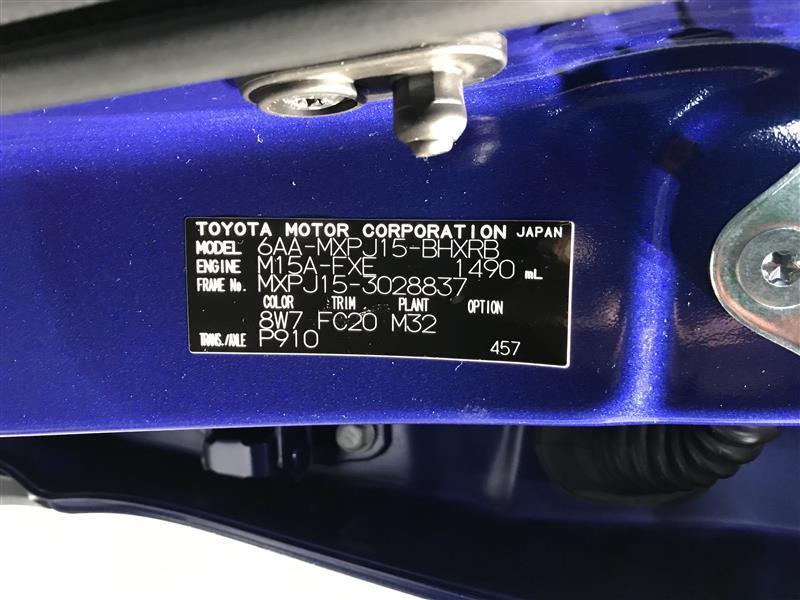 TOYOTA MOTOR CORPORATION JAPAN
MODEL 6AA-MXPJ15-BHXRB
ENGINE M15A-FXE 1490 mL
FRAME No. MXPJ15-3028837
COLOR TRIM PLANT OPTION
8W7 FC20 M32
TRANS./AXLE P910
457